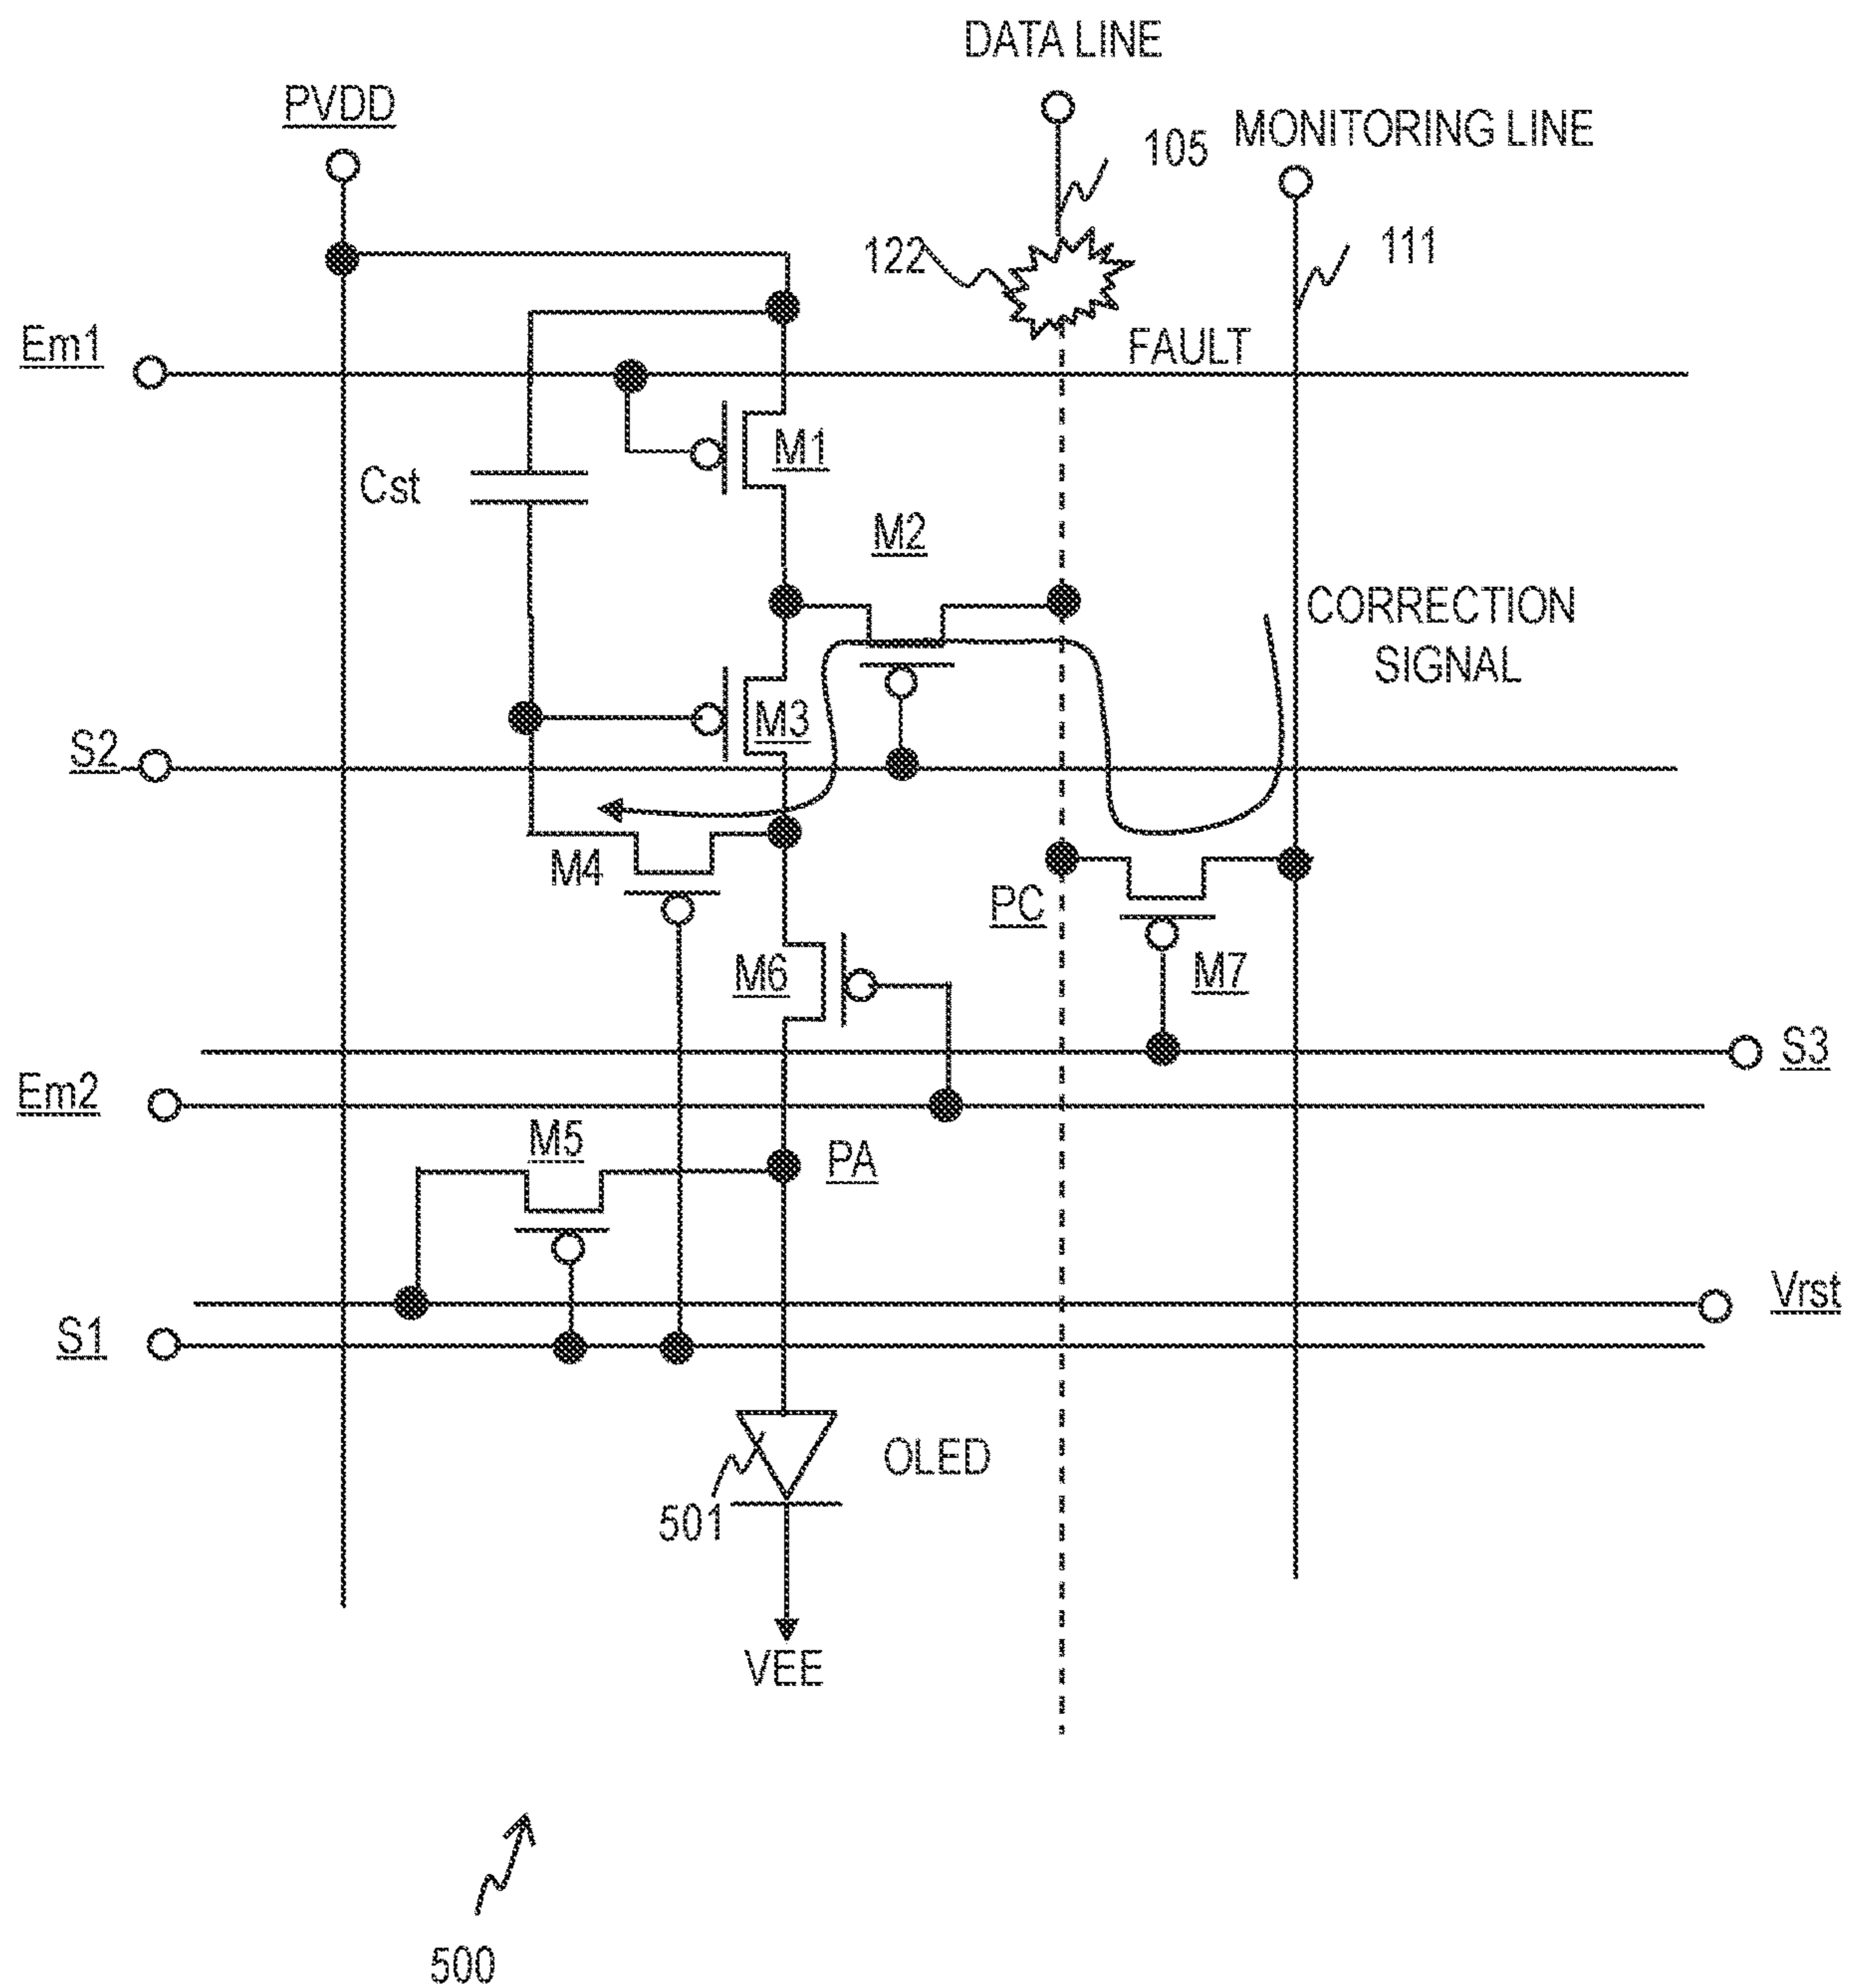 DATA LINE
PVDD
MONITORING LINE
105
122
111
Em1
FAULT
M1
Cst
M2
CORRECTION
SIGNAL
M3
S2
M4
PC
M6
M7
S3
Em2
M5
PA
Vrst
S1
OLED
501
VEE
500